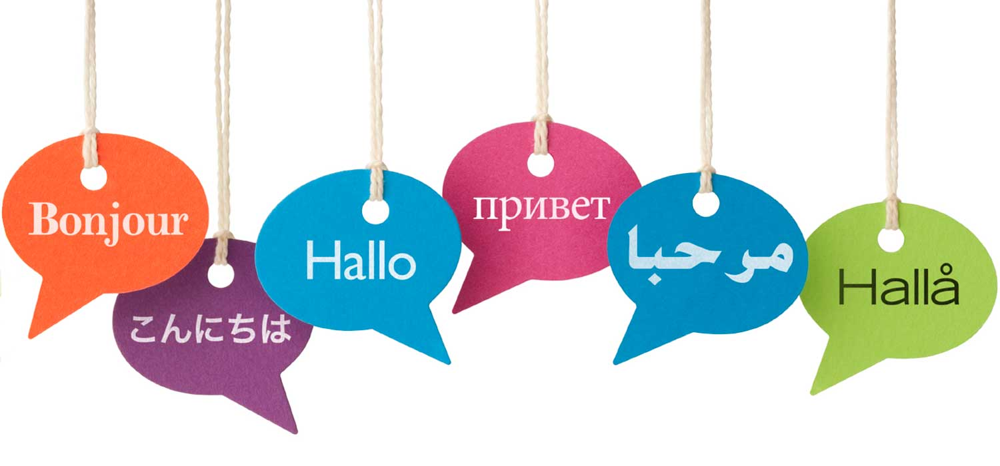 Bonjour
こんにちは
Hallo
привет
مرحبا
Hallå